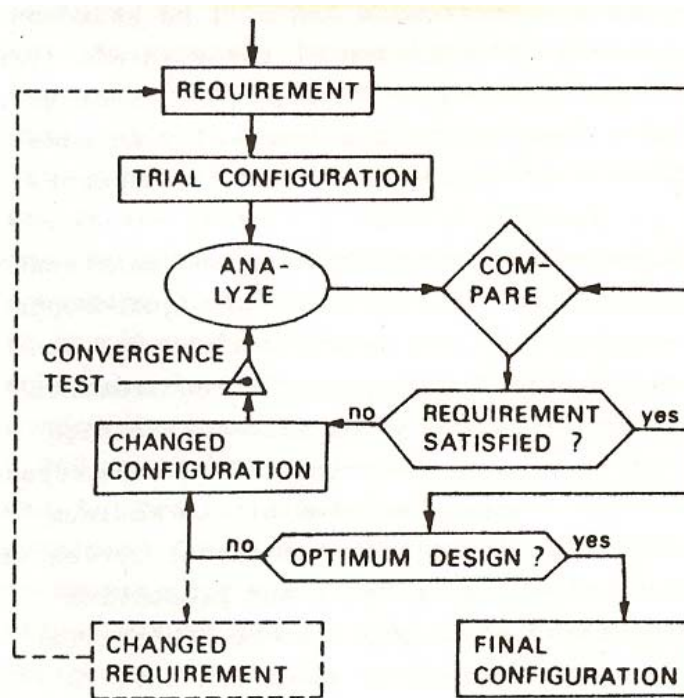 REQUIREMENT
TRIAL CONFIGURATION
ANA-
LYZE
COM-
PARE
CONVERGENCE
TEST
no
REQUIREMENT
SATISFIED ?
yes
CHANGED
CONFIGURATION
no
OPTIMUM DESIGN ?
yes
CHANGED
REQUIREMENT
FINAL
CONFIGURATION